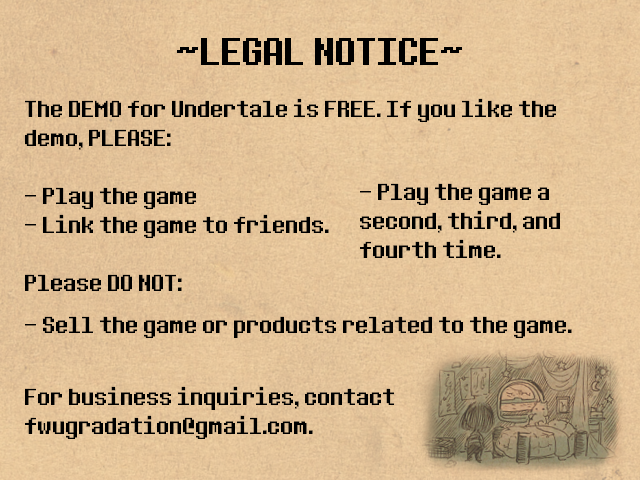 ~LEGAL NOTICE~
The DEMO for Undertale is FREE. If you like the
demo, PLEASE:
- Play the game
- Link the game to friends.
- Play the game a
second, third, and
fourth time.
Please DO NOT:
- Sell the game or products related to the game.
For business inquiries, contact
fwugradation@gmail.com.